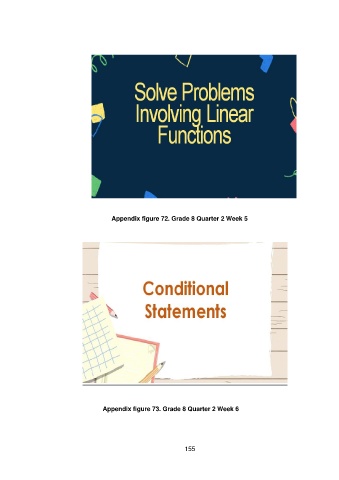 Solve Problems
Involving Linear
Functions
Appendix figure 72. Grade 8 Quarter 2 Week 5
Conditional
Statements
Appendix figure 73. Grade 8 Quarter 2 Week 6
155